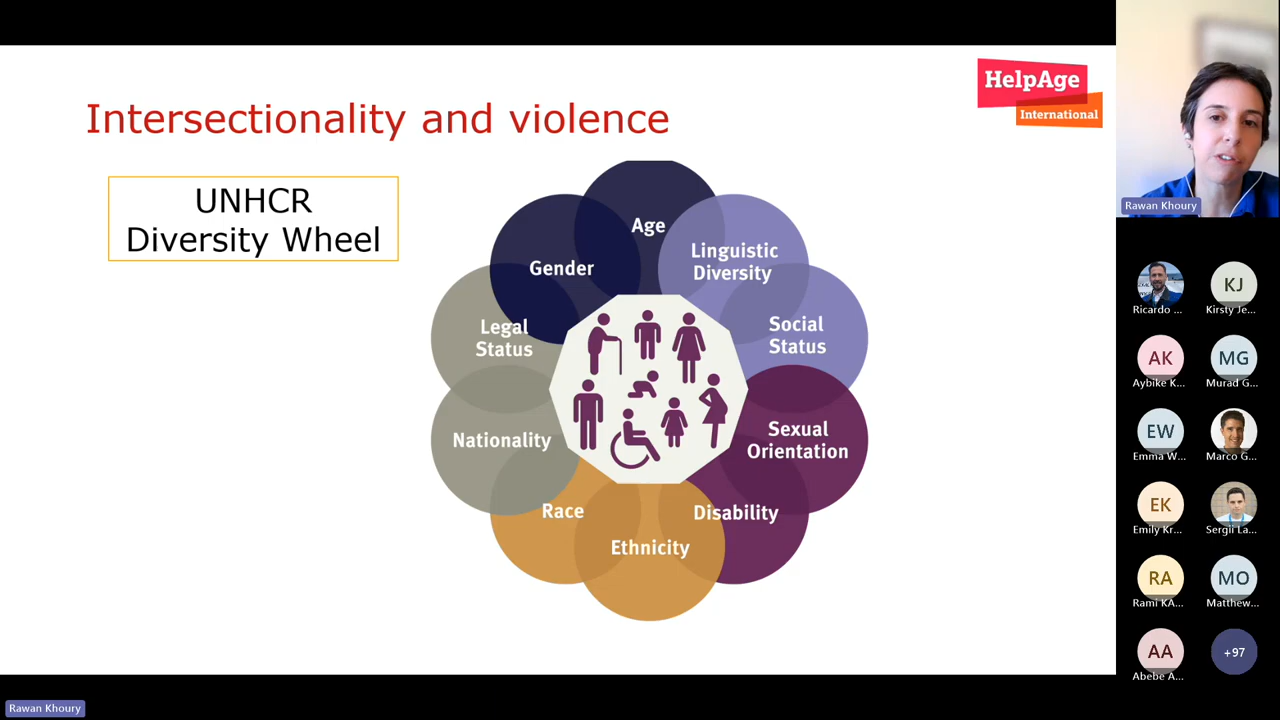 Intersectionality and violence
HelpAge
International
UNHCR
Diversity Wheel
Age
Linguistic
Diversity
Gender
Social
Status
Legal
Status
Sexual
Orientation
Nationality
Race
Disability
Ethnicity
Rawan Khoury
KJ
Ricardo ...
Kirsty Je...
AK
MG
Aybike K...
Murad G...
EW
Emma W...
Marco G...
EK
Emily Kr...
Sergii La...
RA
MO
Rami KA...
Matthew...
AA
+97
Abebe A...
Rawan Khoury